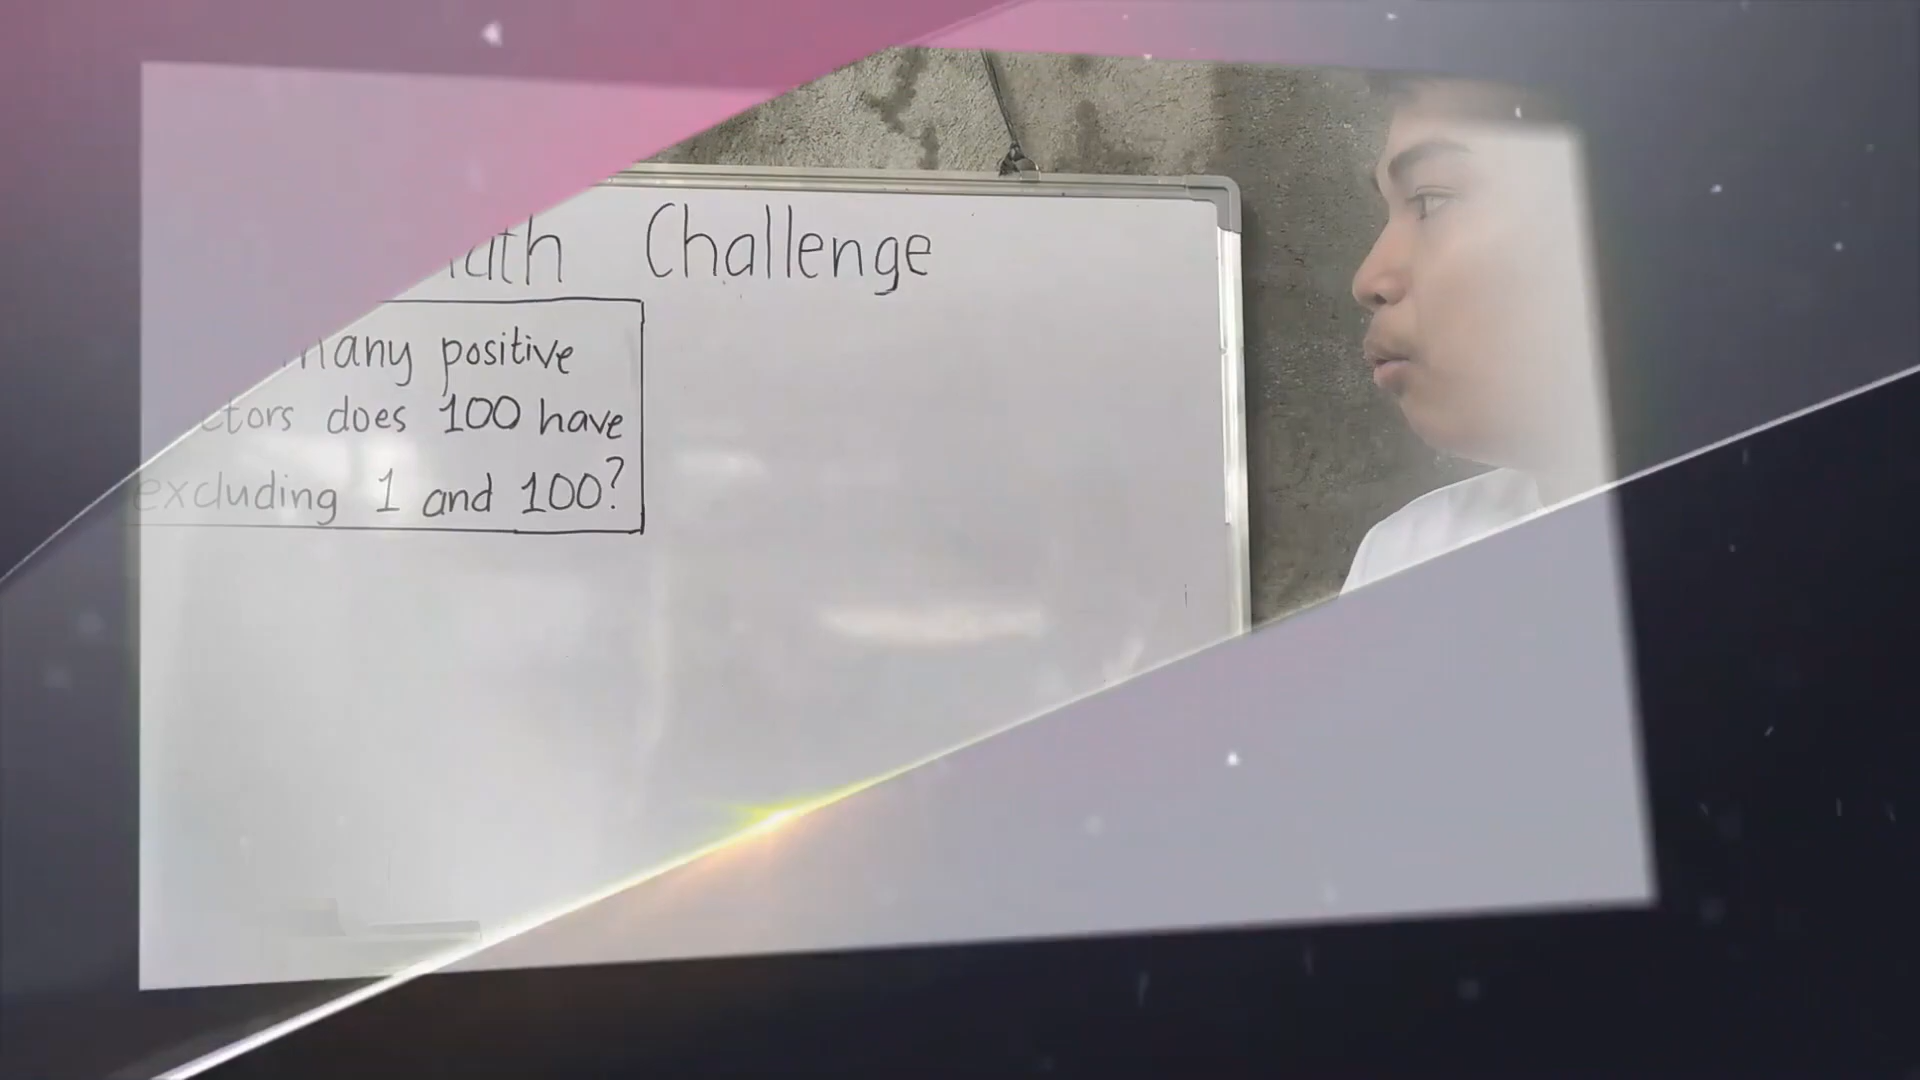 Challenge
many positive
does 100 have
excluding 1 and 100?